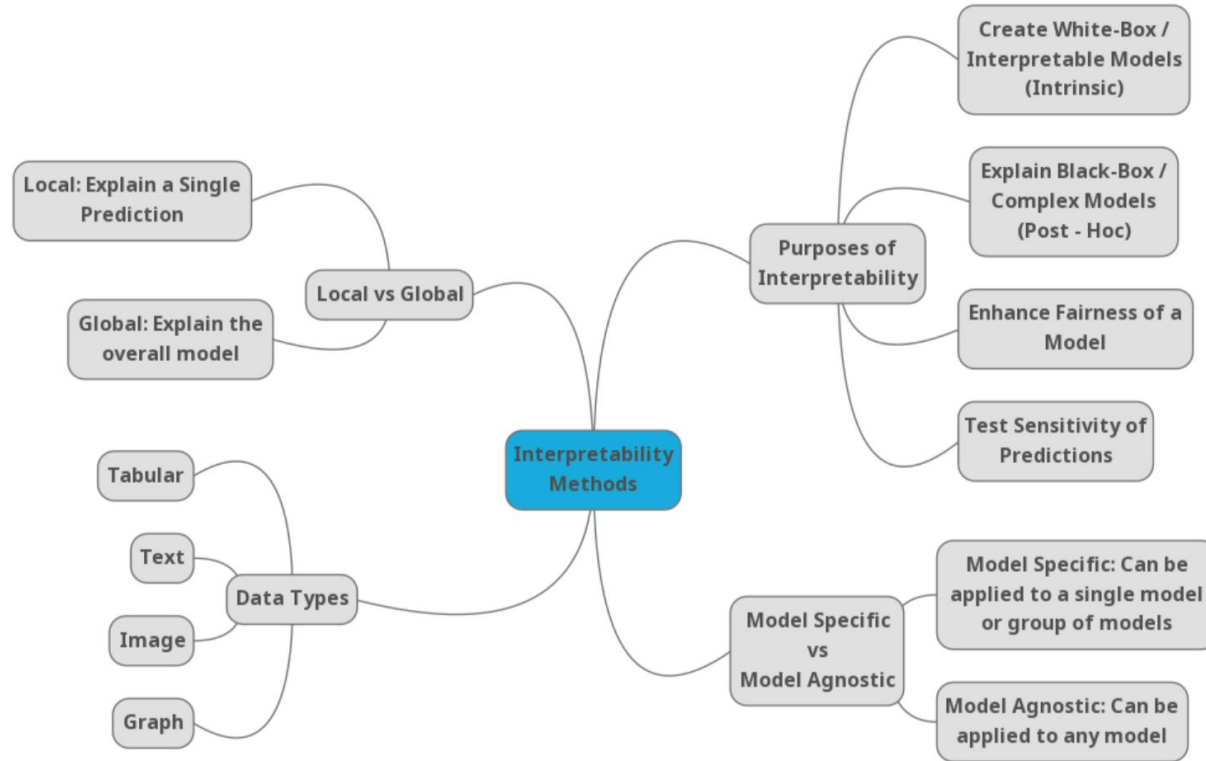 Create White-Box /
Interpretable Models
(Intrinsic)
Local: Explain a Single
Prediction
Explain Black-Box /
Complex Models
(Post - Hoc)
Purposes of
Interpretability
Local vs Global
Global: Explain the
overall model
Enhance Fairness of a
Model
Test Sensitivity of
Predictions
Interpretability
Methods
Tabular
Text
Data Types
Image
Graph
Model Specific
vs
Model Agnostic
Model Specific: Can be
applied to a single model
or group of models
Model Agnostic: Can be
applied to any model